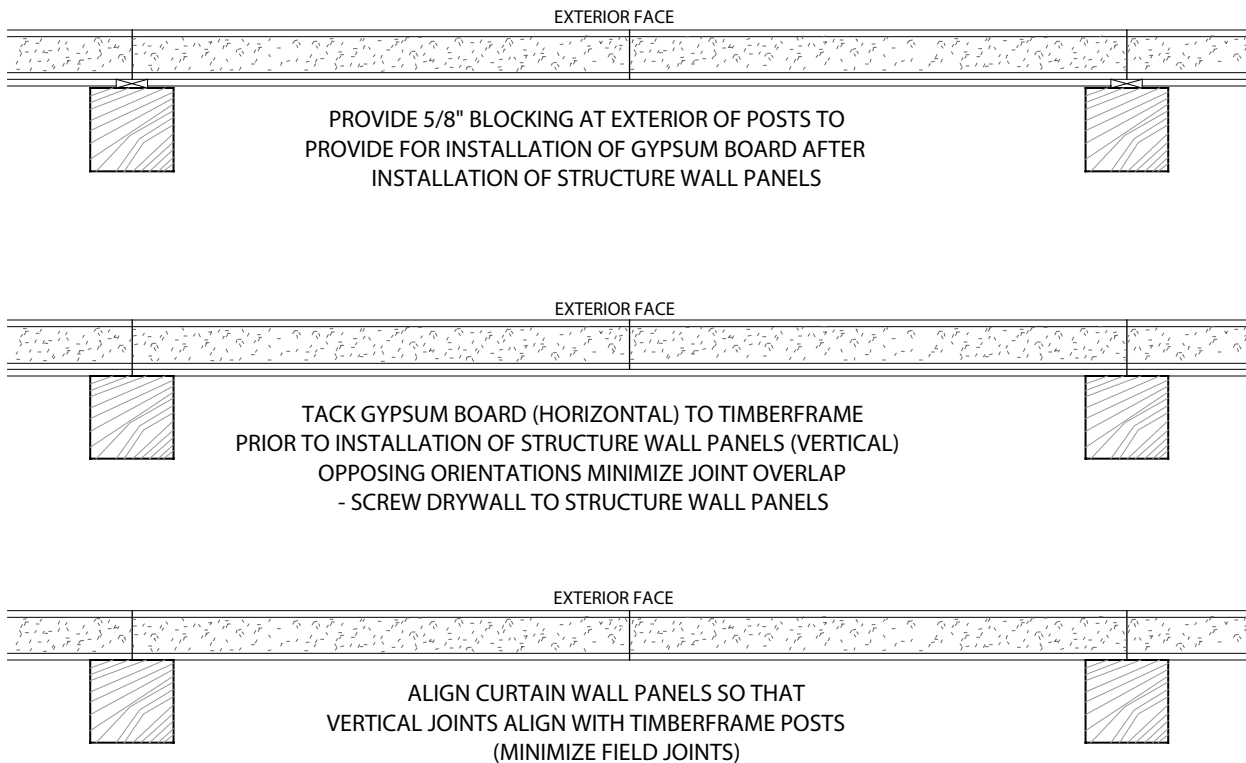 EXTERIOR FACE
PROVIDE 5/8" BLOCKING AT EXTERIOR OF POSTS TO
PROVIDE FOR INSTALLATION OF GYPSUM BOARD AFTER
INSTALLATION OF STRUCTURE WALL PANELS
EXTERIOR FACE
TACK GYPSUM BOARD (HORIZONTAL) TO TIMBERFRAME
PRIOR TO INSTALLATION OF STRUCTURE WALL PANELS (VERTICAL)
OPPOSING ORIENTATIONS MINIMIZE JOINT OVERLAP
- SCREW DRYWALL TO STRUCTURE WALL PANELS
EXTERIOR FACE
ALIGN CURTAIN WALL PANELS SO THAT
VERTICAL JOINTS ALIGN WITH TIMBERFRAME POSTS
(MINIMIZE FIELD JOINTS)